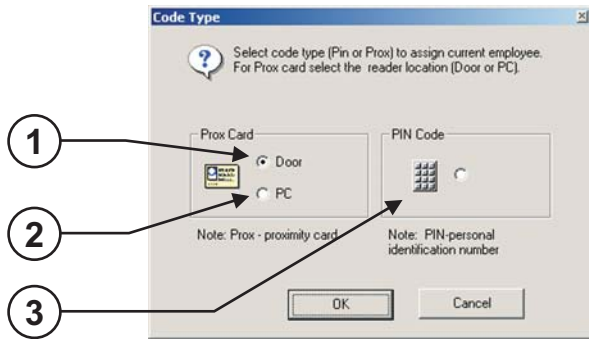 Code Type
Select code type (Pin or Prox) to assign current employee.
For Prox card select the reader location (Door or PC).
Prox Card
PIN Code
1
Door
PC
2
Note: Prox - proximity card
Note: PIN-personal
identification number
3
OK
Cancel